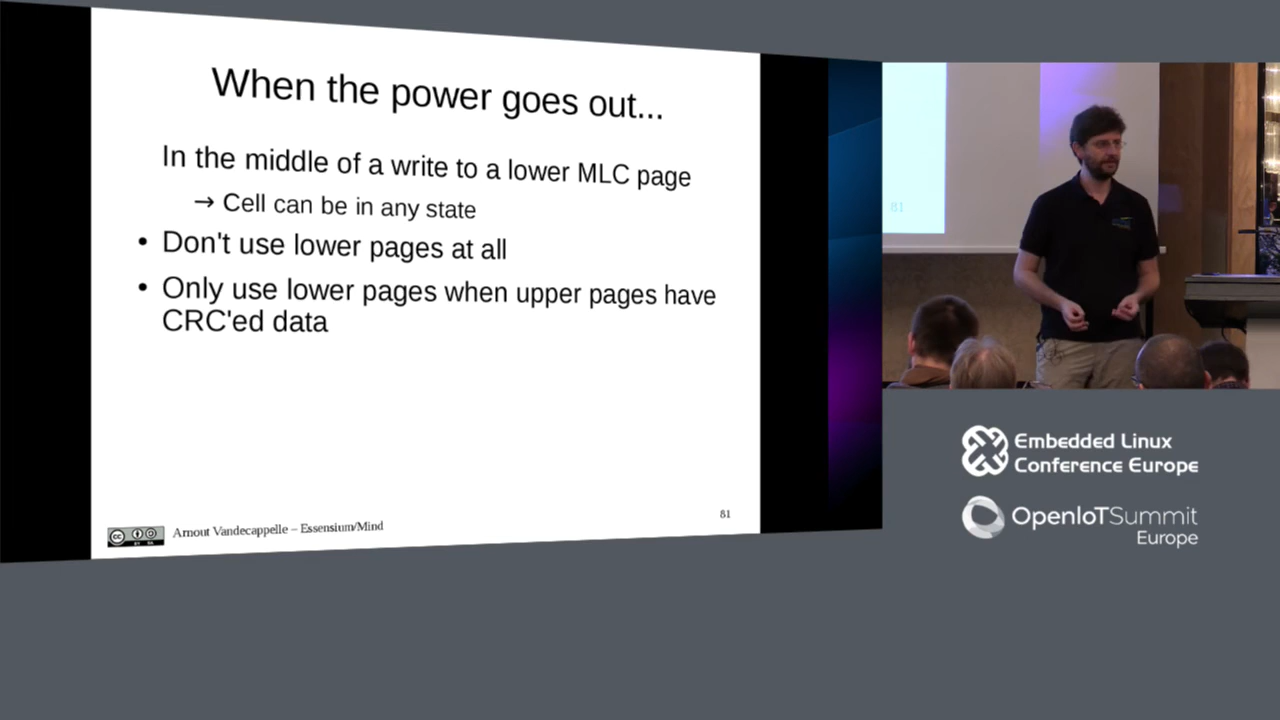 When the power goes out...
In the middle of a write to a lower MLC page
→ Cell can be in any state
• Don't use lower pages at all
• Only use lower pages when upper pages have
CRC'ed data
Arnout Vandecappelle – Essensium/Mind
81
81
Embedded Linux
Conference Europe
OpenIoTSummit
Europe